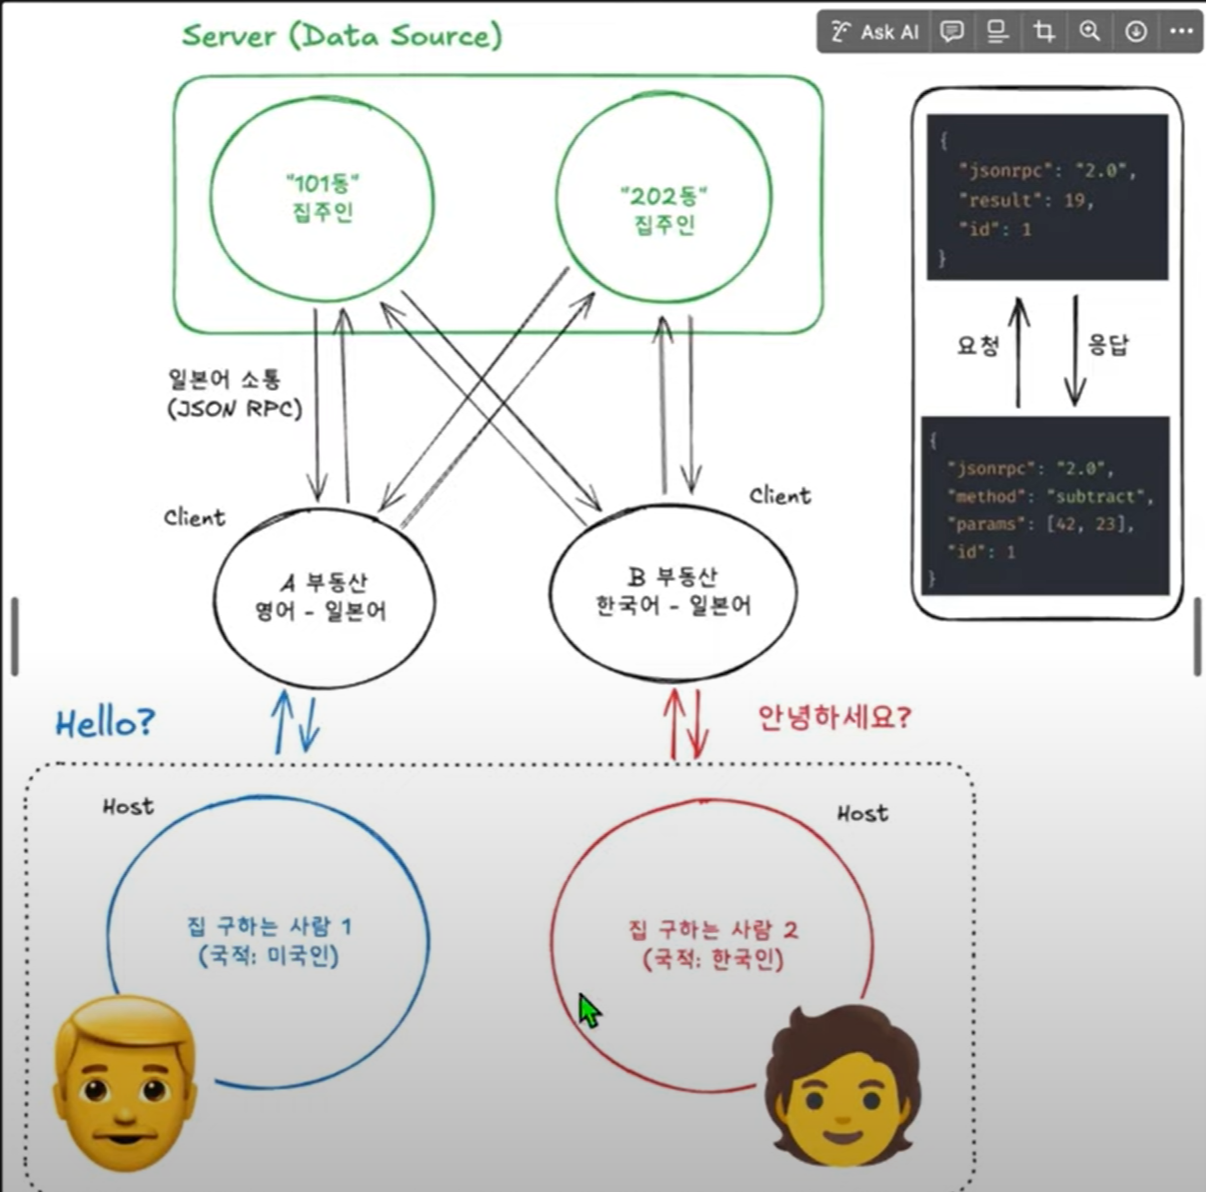 Server (Data Source)
Ask AI
"101동"
집주인
"202동"
집주인
{
"jsonrpc": "2.0",
"result": 19,
"id": 1
}
요청
응답
{
"jsonrpc": "2.0",
"method": "subtract",
"params": [42, 23],
"id": 1
}
일본어 소통
(JSON RPC)
Client
Client
A 부동산
영어 - 일본어
B 부동산
한국어 - 일본어
Hello?
안녕하세요?
Host
Host
집 구하는 사람 1
(국적: 미국인)
집 구하는 사람 2
(국적: 한국인)